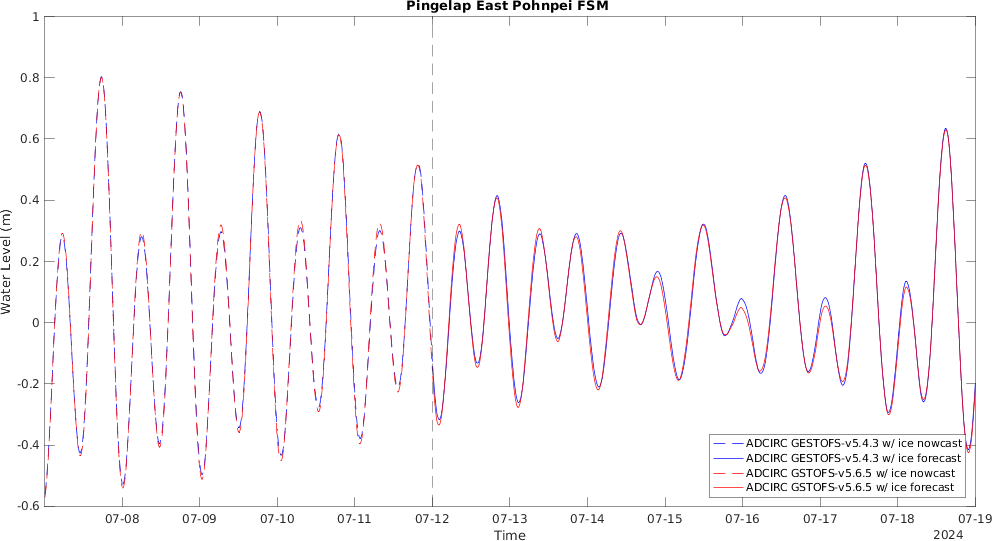 Pingelap East Pohnpei FSM
1
0.8
0.6
0.4
0.2
0
-0.2
-0.4
-0.6
Water Level (m)
ADCIRC GESTOFS-v5.4.3 w/ ice nowcast
ADCIRC GESTOFS-v5.4.3 w/ ice forecast
ADCIRC GSTOFS-v5.6.5 w/ ice nowcast
ADCIRC GSTOFS-v5.6.5 w/ ice forecast
07-08 07-09 07-10 07-11 07-12 07-13 07-14 07-15 07-16 07-17 07-18 07-19
Time
2024